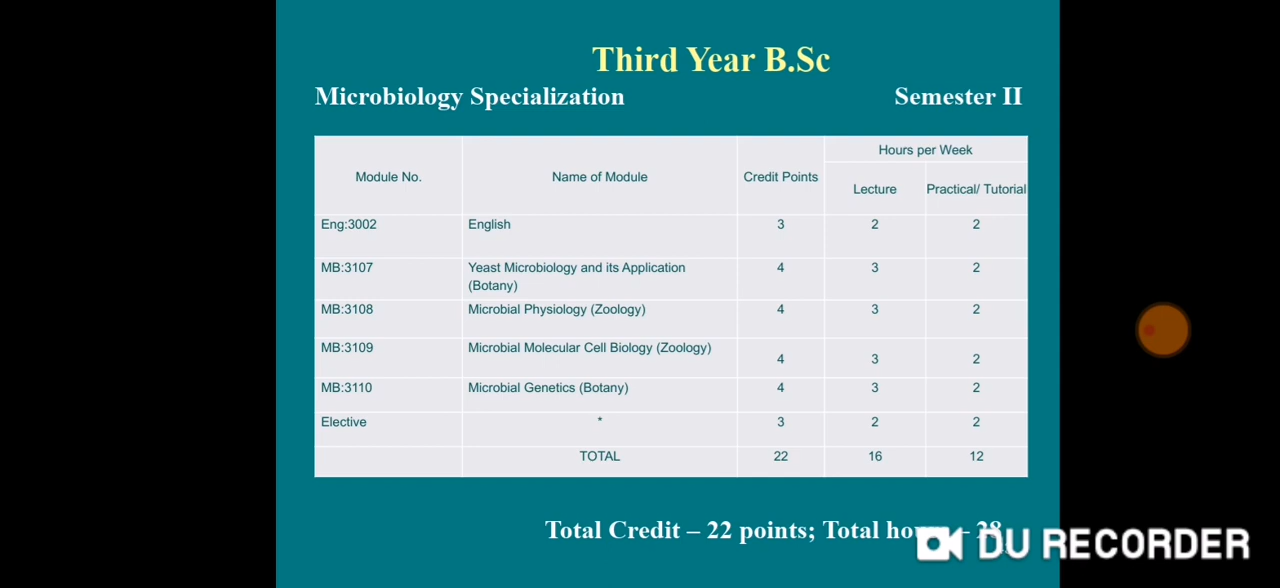 Third Year B.Sc
Microbiology Specialization Semester II
Module No. Name of Module Credit Points Hours per Week
Lecture Practical/ Tutorial
Eng:3002 English 3 2 2
MB:3107 Yeast Microbiology and its Application (Botany) 4 3 2
MB:3108 Microbial Physiology (Zoology) 4 3 2
MB:3109 Microbial Molecular Cell Biology (Zoology) 4 3 2
MB:3110 Microbial Genetics (Botany) 4 3 2
Elective * 3 2 2
TOTAL 22 16 12
Total Credit – 22 points; Total – 28
DU RECORDER